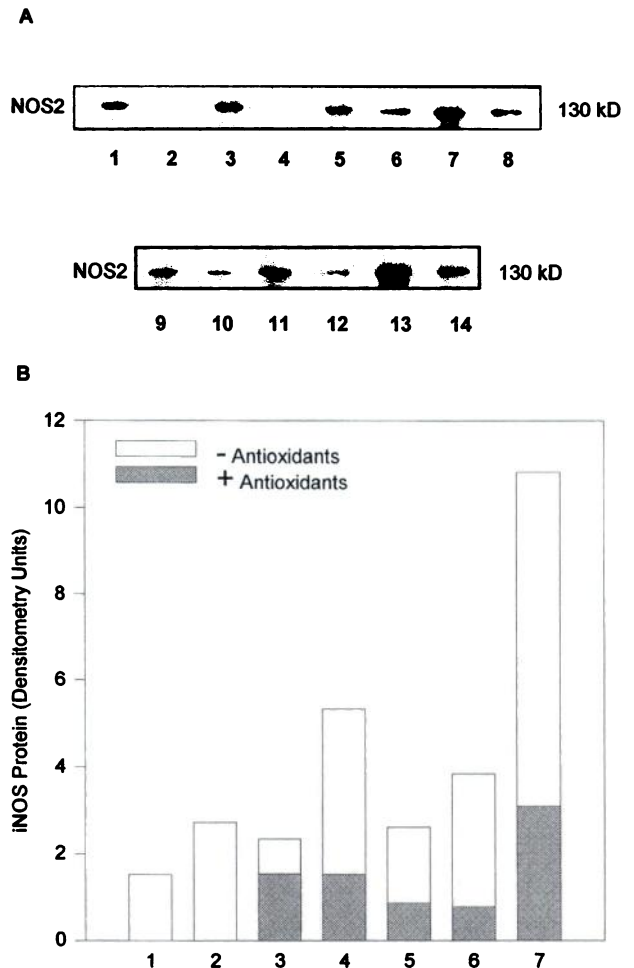 A
NOS2 130 kD
1 2 3 4 5 6 7 8
NOS2 130 kD
9 10 11 12 13 14
B
iNOS Protein (Densitometry Units)
12
10
8
6
4
2
0
- Antioxidants
+ Antioxidants
1 2 3 4 5 6 7